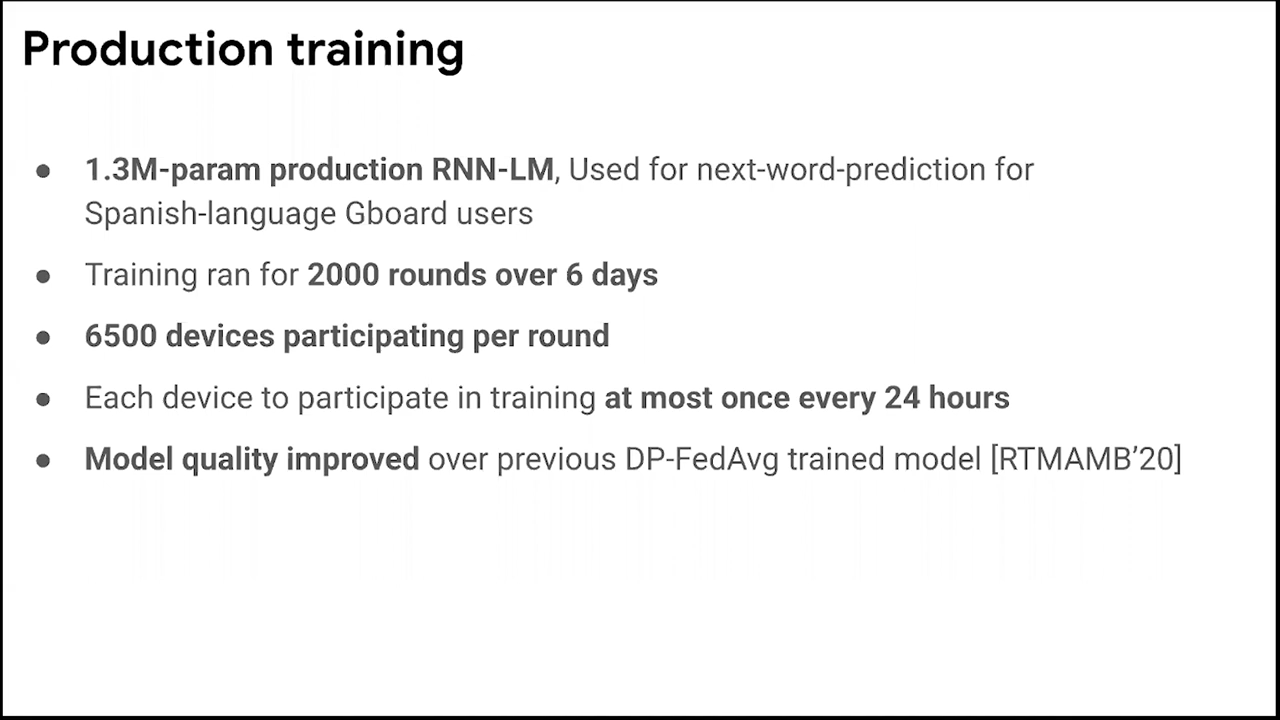 Production training
● 1.3M-param production RNN-LM, Used for next-word-prediction for
Spanish-language Gboard users
● Training ran for 2000 rounds over 6 days
● 6500 devices participating per round
● Each device to participate in training at most once every 24 hours
● Model quality improved over previous DP-FedAvg trained model [RTMAMB’20]